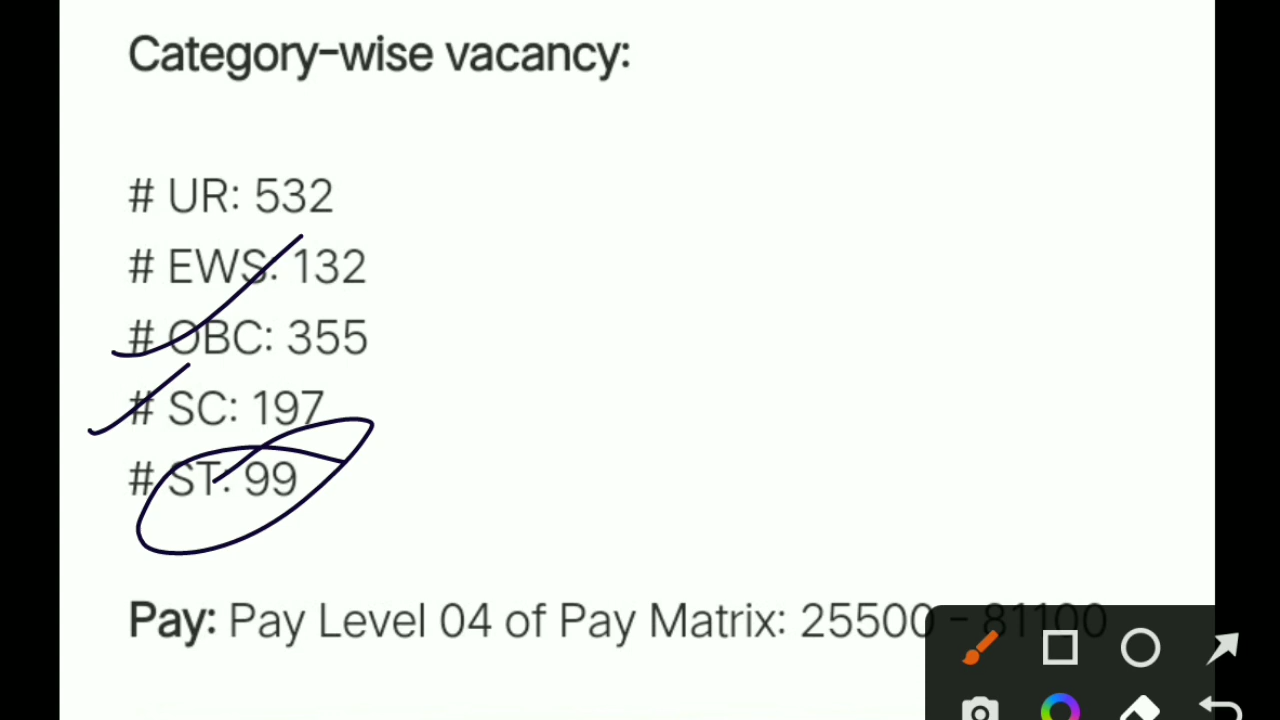 Category-wise vacancy:
# UR: 532
# EWS: 132
# OBC: 355
# SC: 197
# ST: 99
Pay: Pay Level 04 of Pay Matrix: 25500 - 81100